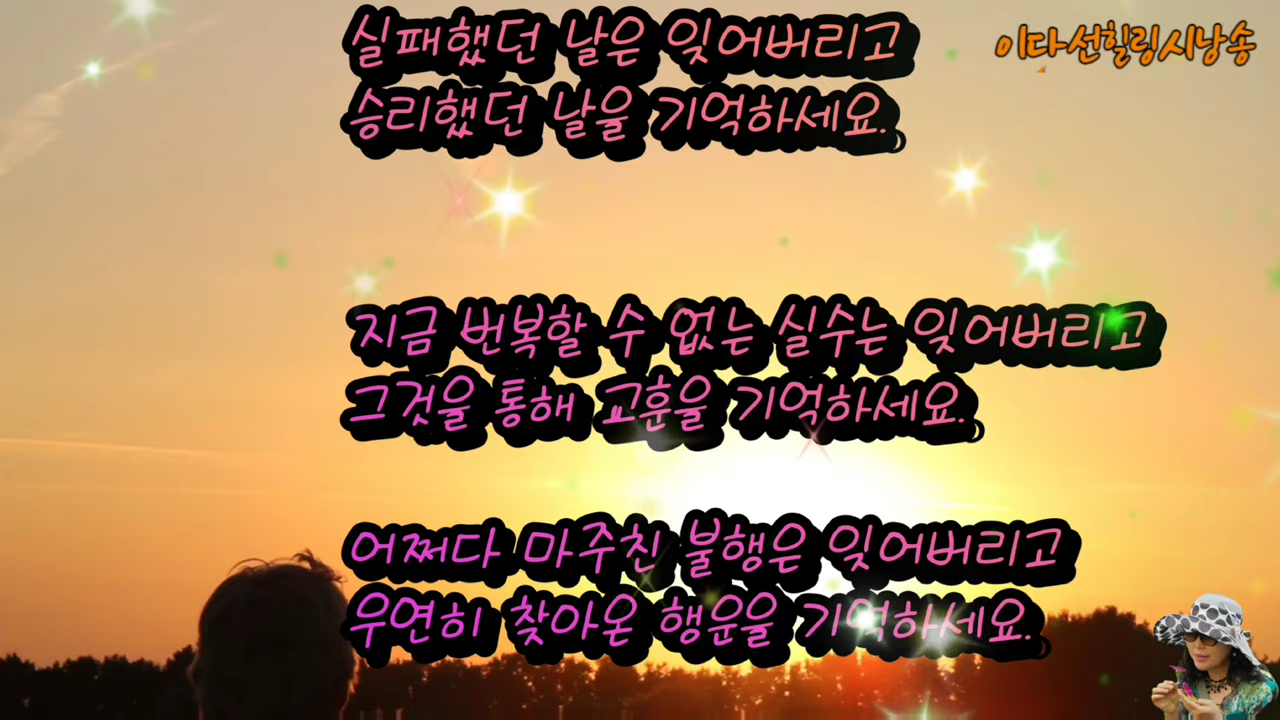 실패했던 날은 잊어버리고
이다선힐링시낭송
승리했던 날을 기억하세요.
지금 번복할 수 없는 실수는 잊어버리고
그것을 통해 교훈을 기억하세요.
어쩌다 마주친 불행은 잊어버리고
우연히 찾아온 행운을 기억하세요.